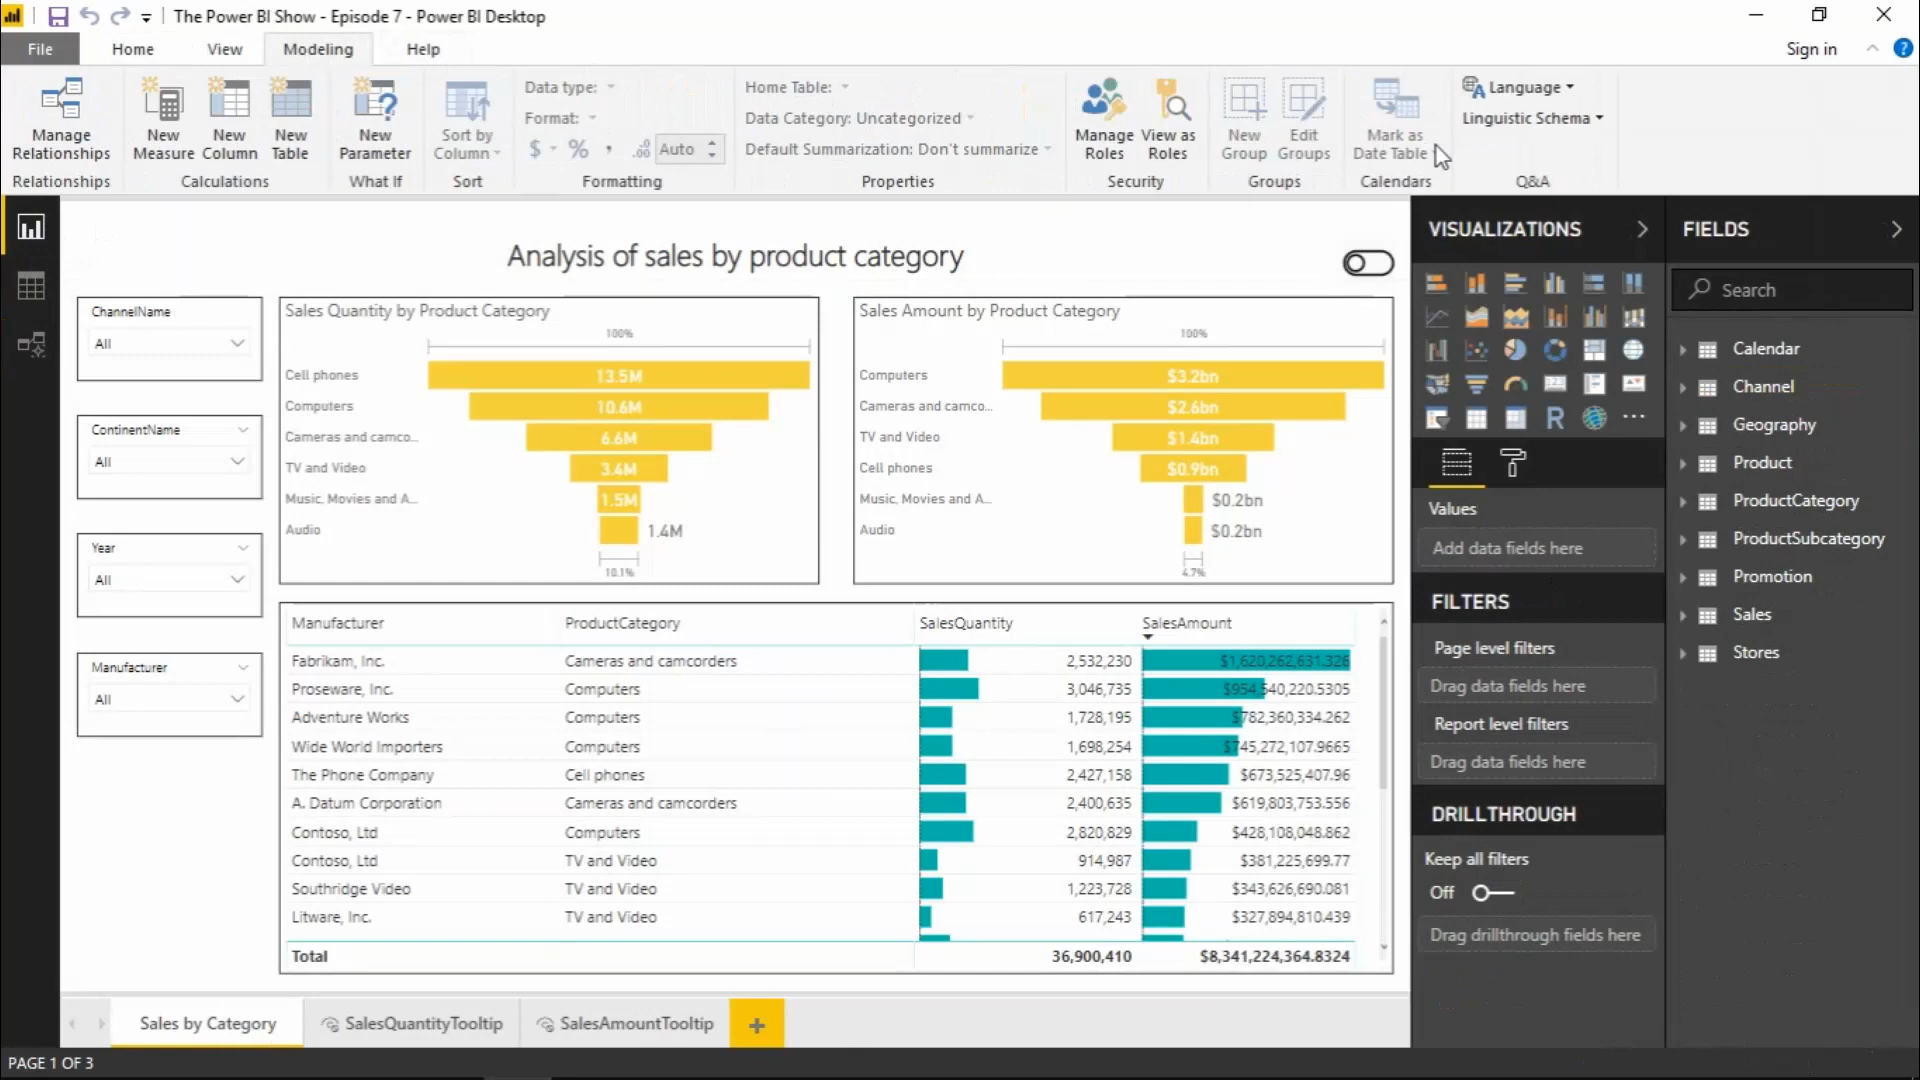 The Power BI Show - Episode 7 - Power BI Desktop
File Home View Modeling Help Sign in
Manage Relationships
New Measure
New Column
New Table
New Parameter
Sort by Column
Data type:
Format:
$ % , .00 Auto
Home Table:
Data Category: Uncategorized
Default Summarization: Don't summarize
Manage Roles
View as Roles
New Group
Edit Groups
Mark as Date Table
Language
Linguistic Schema
Relationships Calculations What If Sort Formatting Properties Security Groups Calendars Q&A
Analysis of sales by product category
ChannelName
All
ContinentName
All
Year
All
Manufacturer
All
Sales Quantity by Product Category
100%
Cell phones 13.5M
Computers 10.6M
Cameras and camco... 6.6M
TV and Video 3.4M
Music, Movies and A... 1.5M
Audio 1.4M
10.1%
Sales Amount by Product Category
100%
Computers $3.2bn
Cameras and camco... $2.6bn
TV and Video $1.4bn
Cell phones $0.9bn
Music, Movies and A... $0.2bn
Audio $0.2bn
4.7%
Manufacturer ProductCategory SalesQuantity SalesAmount
Fabrikam, Inc. Cameras and camcorders 2,532,230 $1,620,262,631.326
Proseware, Inc. Computers 3,046,735 $954,540,220.5305
Adventure Works Computers 1,728,195 $782,360,334.262
Wide World Importers Computers 1,698,254 $745,272,107.9665
The Phone Company Cell phones 2,427,158 $673,525,407.96
A. Datum Corporation Cameras and camcorders 2,400,635 $619,803,753.556
Contoso, Ltd Computers 2,820,829 $428,108,048.862
Contoso, Ltd TV and Video 914,987 $381,225,699.77
Southridge Video TV and Video 1,223,728 $343,626,690.081
Litware, Inc. TV and Video 617,243 $327,894,810.439
Total 36,900,410 $8,341,224,364.8324
VISUALIZATIONS
R
Values
Add data fields here
FILTERS
Page level filters
Drag data fields here
Report level filters
Drag data fields here
DRILLTHROUGH
Keep all filters
Off
Drag drillthrough fields here
FIELDS
Search
Calendar
Channel
Geography
Product
ProductCategory
ProductSubcategory
Promotion
Sales
Stores
Sales by Category SalesQuantityTooltip SalesAmountTooltip +
PAGE 1 OF 3